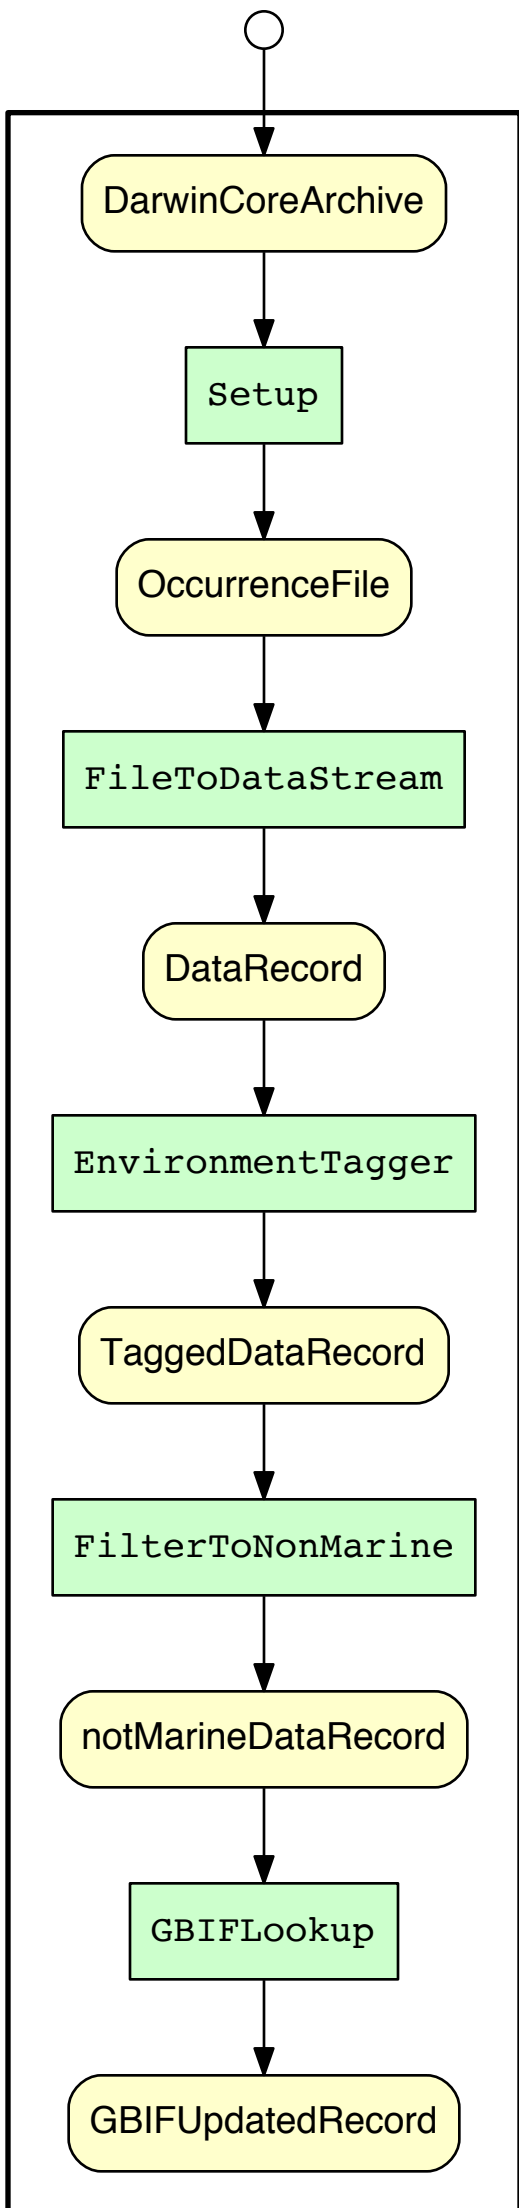 DarwinCoreArchive
Setup
OccurrenceFile
FileToDataStream
DataRecord
EnvironmentTagger
TaggedDataRecord
FilterToNonMarine
notMarineDataRecord
GBIFLookup
GBIFUpdatedRecord